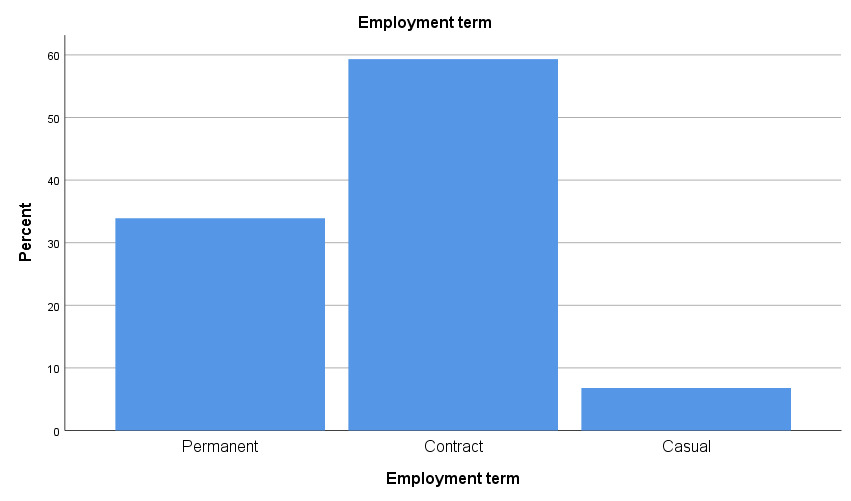 Employment term
60
50
40
30
20
10
0
Percent
Permanent Contract Casual
Employment term